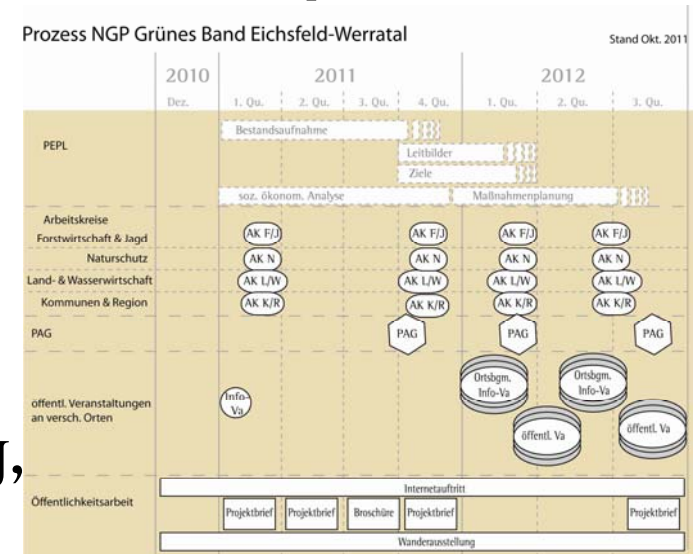 Prozess NGP Grünes Band Eichsfeld-Werratal
Stand Okt. 2011
2010 2011 2012
Dez. 1. Qu. 2. Qu. 3. Qu. 4. Qu. 1. Qu. 2. Qu. 3. Qu.
PEPL
Bestandsaufnahme
Leitbilder
Ziele
soz. ökonom. Analyse Maßnahmenplanung
Arbeitskreise
Forstwirtschaft & Jagd AK F/J AK F/J AK F/J AK F/J
Naturschutz AK N AK N AK N AK N
Land- & Wasserwirtschaft AK L/W AK L/W AK L/W AK L/W
Kommunen & Region AK K/R AK K/R AK K/R AK K/R
PAG PAG PAG PAG
öffentl. Veranstaltungen
an versch. Orten
Info-
Va
Ortsbgm.
Info-Va
Ortsbgm.
Info-Va
öffentl. Va
öffentl. Va
g,
Öffentlichkeitsarbeit
Internetauftritt
Projektbrief Projektbrief Broschüre Projektbrief Projektbrief
Wanderausstellung